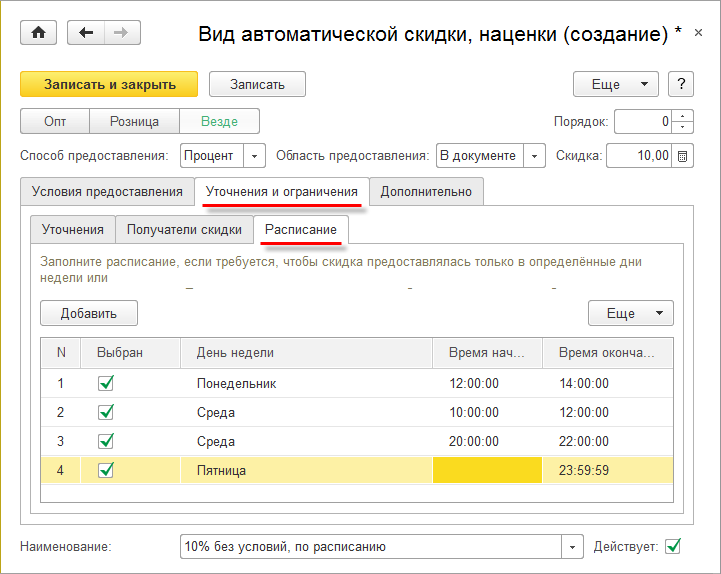 Вид автоматической скидки, наценки (создание) *
Записать и закрыть Записать Еще ?
Опт Розница Везде Порядок: 0
Способ предоставления: Процент Область предоставления: В документе Скидка: 10,00
Условия предоставления Уточнения и ограничения Дополнительно
Уточнения Получатели скидки Расписание
Заполните расписание, если требуется, чтобы скидка предоставлялась только в определённые дни
недели или
Добавить Еще
N Выбран День недели Время нач... Время оконча...
1 Понедельник 12:00:00 14:00:00
2 Среда 10:00:00 12:00:00
3 Среда 20:00:00 22:00:00
4 Пятница 23:59:59
Наименование: 10% без условий, по расписанию Действует: